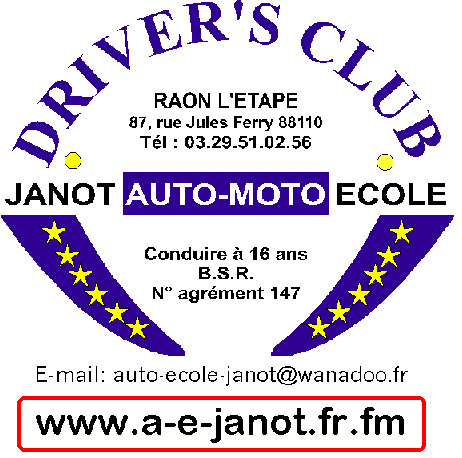 DRIVER'S CLUB
RAON L'ETAPE
87, rue Jules Ferry 88110
Tél : 03.29.51.02.56
JANOT AUTO-MOTO ECOLE
Conduire à 16 ans
B.S.R.
N° agrément 147
E-mail: auto-ecole-janot@wanadoo.fr
www.a-e-janot.fr.fm